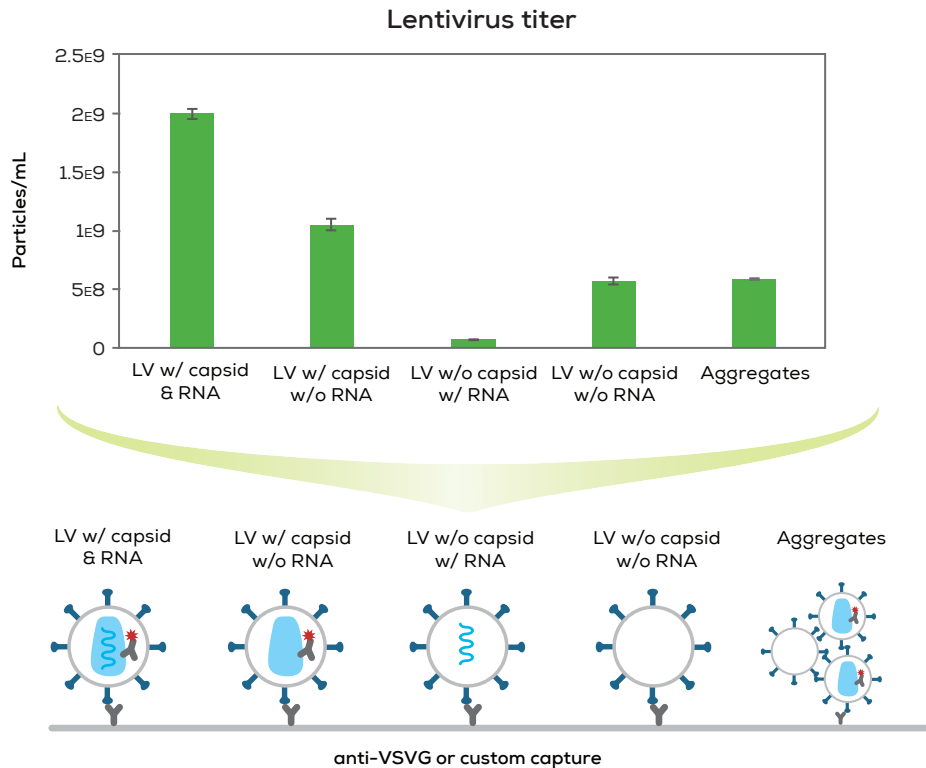 Lentivirus titer
Particles/mL
2.5E9
2E9
1.5E9
1E9
5E8
0
LV w/ capsid
& RNA
LV w/ capsid
w/o RNA
LV w/o capsid
w/ RNA
LV w/o capsid
w/o RNA
Aggregates
LV w/ capsid
& RNA
LV w/ capsid
w/o RNA
LV w/o capsid
w/ RNA
LV w/o capsid
w/o RNA
Aggregates
anti-VSVG or custom capture